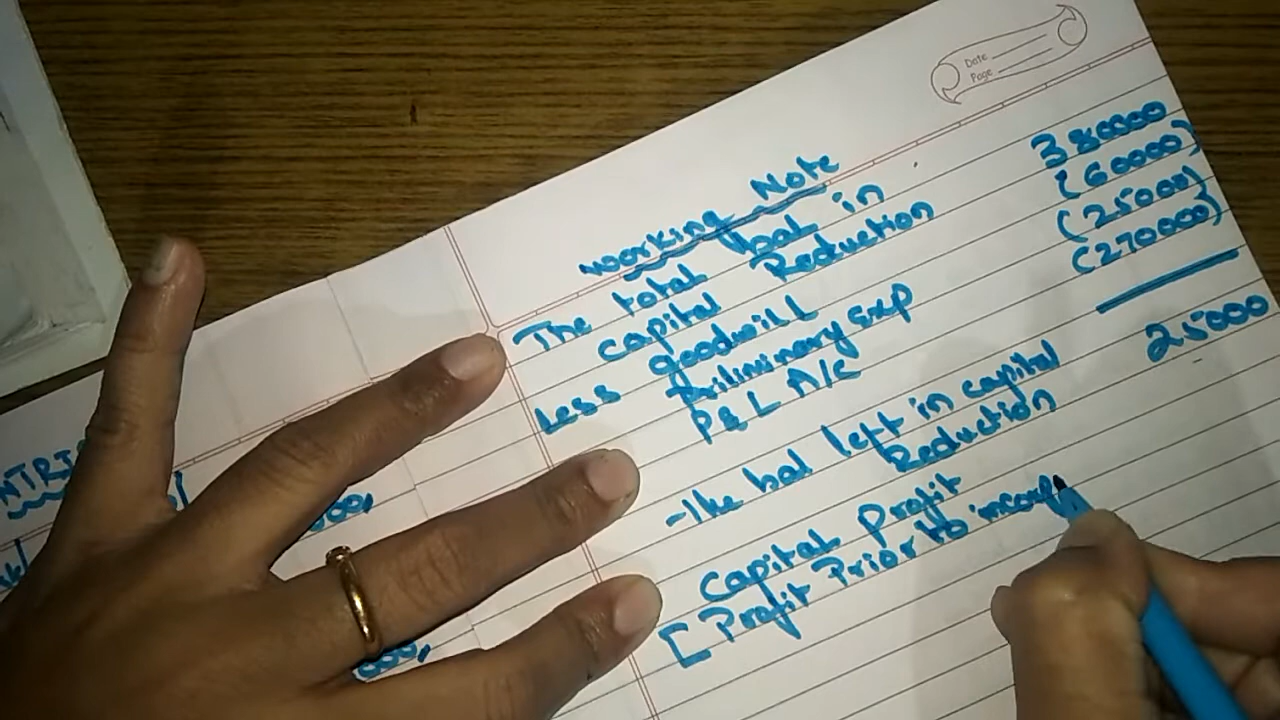 Date
Page
Working Note
The total bal in
capital Reduction 380000
Less goodwill (60000)
Priliminary Exp (25000)
P & L A/C (270000)
The bal left in capital
Reduction 25000
Capital Profit
[Profit Prior to incorp